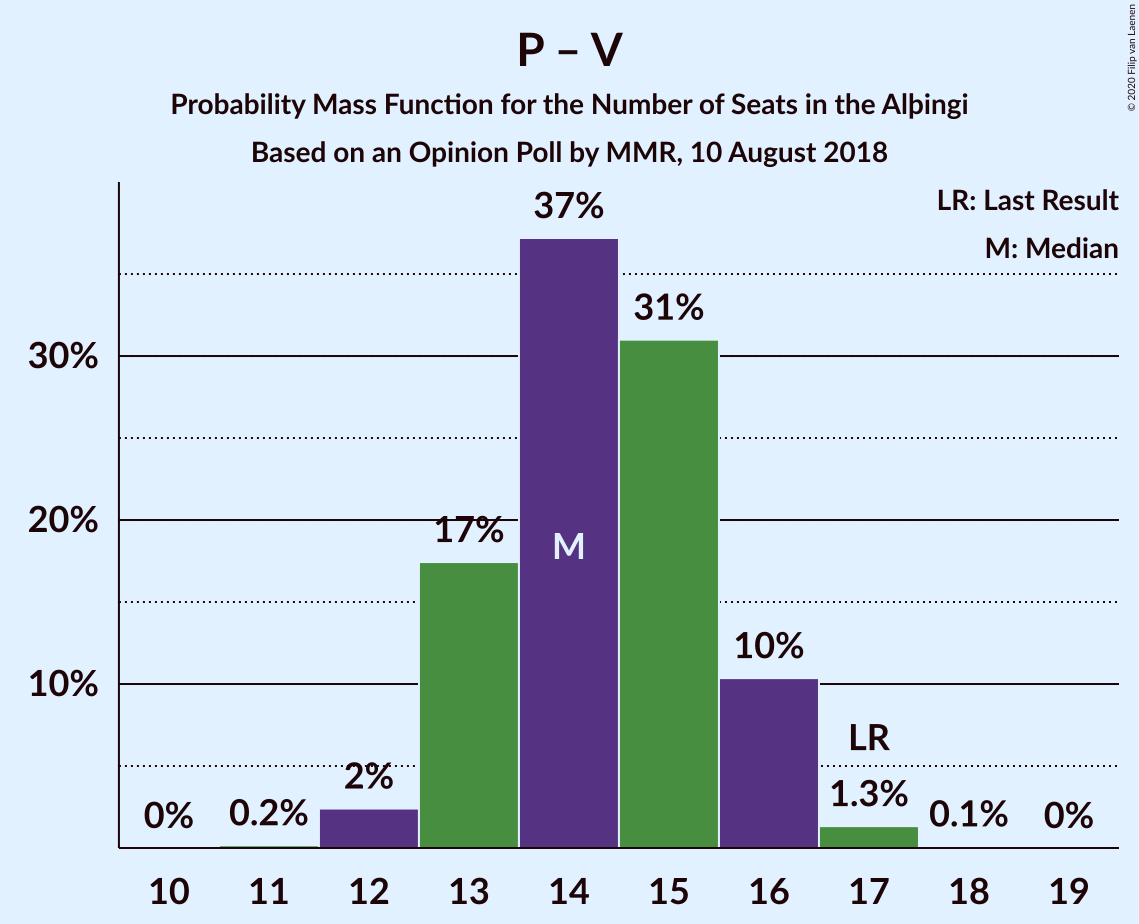 P – V
Probability Mass Function for the Number of Seats in the Alþingi
Based on an Opinion Poll by MMR, 10 August 2018
© 2020 Filip van Laenen
LR: Last Result
M: Median
37%
31%
30%
20%
17%
M
10%
10%
LR
2%
1.3%
0%
0.2%
0.1%
0%
10 11 12 13 14 15 16 17 18 19